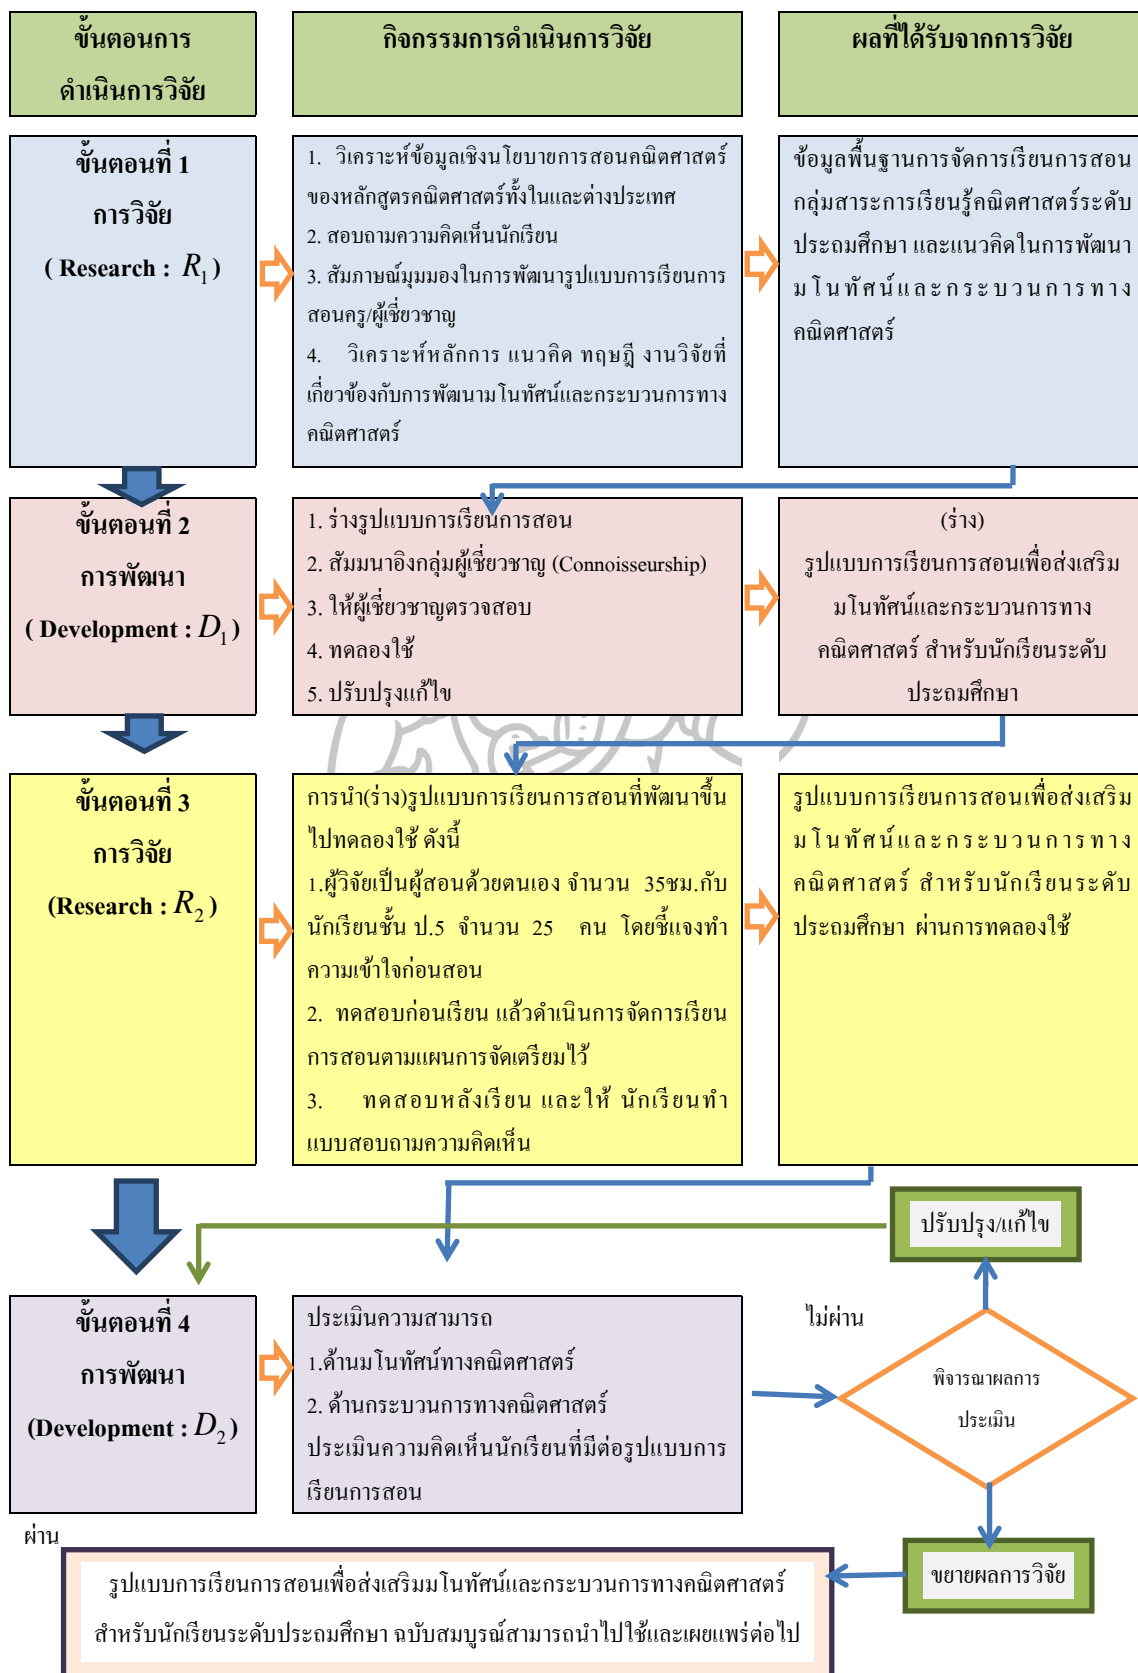 ขั้นตอนการ
ดำเนินการวิจัย
กิจกรรมการดำเนินการวิจัย
ผลที่ได้รับจากการวิจัย
ขั้นตอนที่ 1
การวิจัย
( Research : R₁ )
1. วิเคราะห์ข้อมูลเชิงนโยบายการสอนคณิตศาสตร์
ของหลักสูตรคณิตศาสตร์ทั้งในและต่างประเทศ
2. สอบถามความคิดเห็นนักเรียน
3. สัมภาษณ์มุมมองในการพัฒนารูปแบบการเรียนการ
สอนครู/ผู้เชี่ยวชาญ
4. วิเคราะห์หลักการ แนวคิด ทฤษฎี งานวิจัยที่
เกี่ยวข้องกับการพัฒนามโนทัศน์และกระบวนการทาง
คณิตศาสตร์
ข้อมูลพื้นฐานการจัดการเรียนการสอน
กลุ่มสาระการเรียนรู้คณิตศาสตร์ระดับ
ประถมศึกษา และแนวคิดในการพัฒนา
มโนทัศน์และกระบวนการทาง
คณิตศาสตร์
ขั้นตอนที่ 2
การพัฒนา
( Development : D₁ )
1. ร่างรูปแบบการเรียนการสอน
2. สัมมนาอิงกลุ่มผู้เชี่ยวชาญ (Connoisseurship)
3. ให้ผู้เชี่ยวชาญตรวจสอบ
4. ทดลองใช้
5. ปรับปรุงแก้ไข
(ร่าง)
รูปแบบการเรียนการสอนเพื่อส่งเสริม
มโนทัศน์และกระบวนการทาง
คณิตศาสตร์ สำหรับนักเรียนระดับ
ประถมศึกษา
ขั้นตอนที่ 3
การวิจัย
(Research : R₂ )
การนำ(ร่าง)รูปแบบการเรียนการสอนที่พัฒนาขึ้น
ไปทดลองใช้ ดังนี้
1.ผู้วิจัยเป็นผู้สอนด้วยตนเอง จำนวน 35ชม.กับ
นักเรียนชั้น ป.5 จำนวน 25 คน โดยชี้แจงทำ
ความเข้าใจก่อนสอน
2. ทดสอบก่อนเรียน แล้วดำเนินการจัดการเรียน
การสอนตามแผนการจัดเตรียมไว้
3. ทดสอบหลังเรียน และให้ นักเรียนทำ
แบบสอบถามความคิดเห็น
รูปแบบการเรียนการสอนเพื่อส่งเสริม
มโนทัศน์และกระบวนการทาง
คณิตศาสตร์ สำหรับนักเรียนระดับ
ประถมศึกษา ผ่านการทดลองใช้
ปรับปรุง/แก้ไข
ขั้นตอนที่ 4
การพัฒนา
(Development : D₂ )
ประเมินความสามารถ
1.ด้านมโนทัศน์ทางคณิตศาสตร์
2. ด้านกระบวนการทางคณิตศาสตร์
ประเมินความคิดเห็นนักเรียนที่มีต่อรูปแบบการ
เรียนการสอน
ไม่ผ่าน
พิจารณาผลการ
ประเมิน
ผ่าน
ขยายผลการวิจัย
รูปแบบการเรียนการสอนเพื่อส่งเสริมมโนทัศน์และกระบวนการทางคณิตศาสตร์
สำหรับนักเรียนระดับประถมศึกษา ฉบับสมบูรณ์สามารถนำไปใช้และเผยแพร่ต่อไป